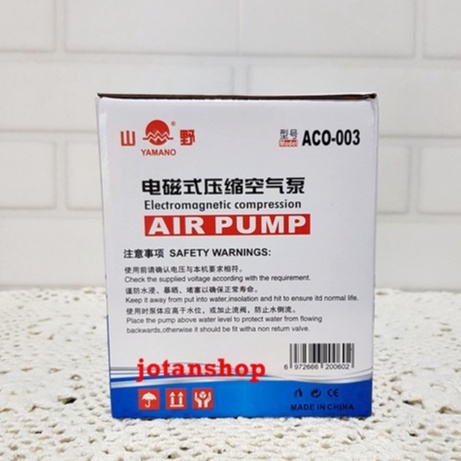 山 野
YAMANO
型号 Model ACO-003
电磁式压缩空气泵
Electromagnetic compression
AIR PUMP
注意事项 SAFETY WARNINGS:
使用前请确认电压与本机要求相符。
Check the supplied voltage according with the requirement.
谨防水浸、暴晒、堵塞以确保正常寿命。
Keep it away from put into water,insolation and hit to ensure itd normal life.
使用时泵体应高于水位，或加止流阀，防止水倒流。
Place the pump above water level to protect water from flowing
backwards,otherwise it should be fit witha non return valve.
jotanshop
6 972666 200602
CE
MADE IN CHINA